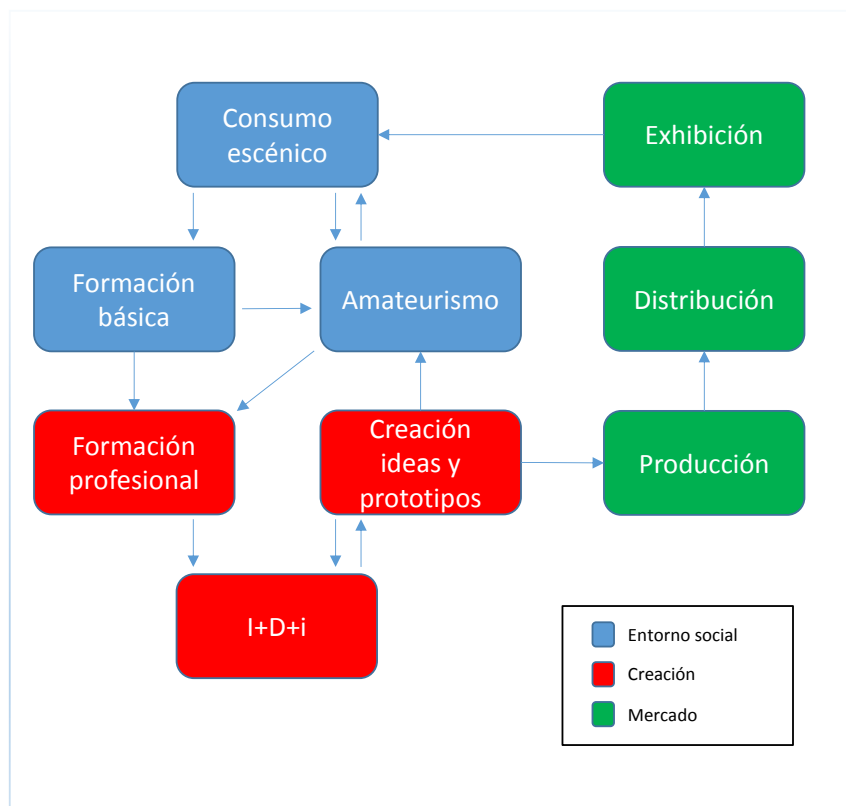 Consumo
escénico
Exhibición
Formación
básica
Amateurismo
Distribución
Formación
profesional
Creación
ideas y
prototipos
Producción
I+D+i
Entorno social
Creación
Mercado